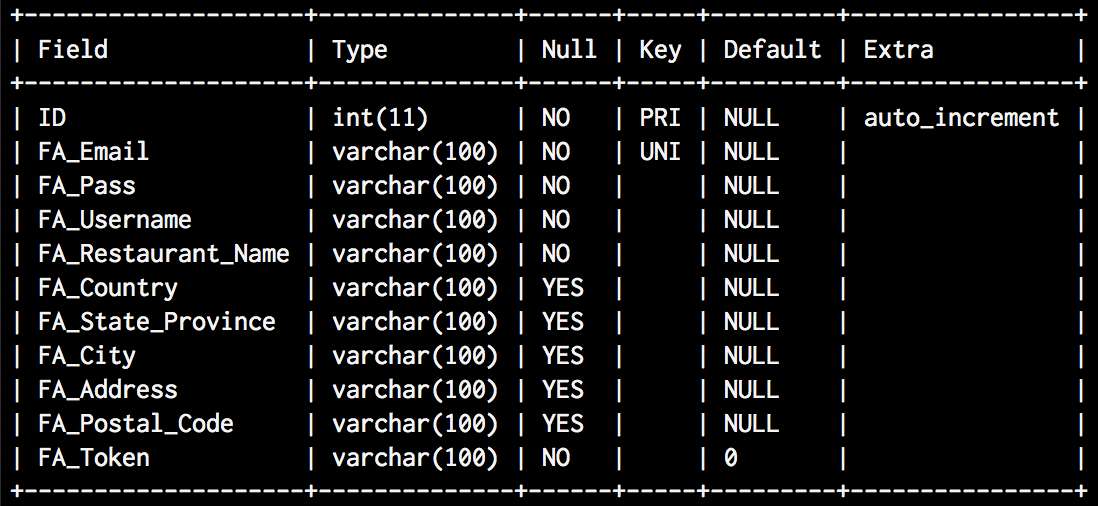 +--------------------+--------------+------+-----+---------+----------------+
| Field              | Type         | Null | Key | Default | Extra          |
+--------------------+--------------+------+-----+---------+----------------+
| ID                 | int(11)      | NO   | PRI | NULL    | auto_increment |
| FA_Email           | varchar(100) | NO   | UNI | NULL    |                |
| FA_Pass            | varchar(100) | NO   |     | NULL    |                |
| FA_Username        | varchar(100) | NO   |     | NULL    |                |
| FA_Restaurant_Name | varchar(100) | NO   |     | NULL    |                |
| FA_Country         | varchar(100) | YES  |     | NULL    |                |
| FA_State_Province  | varchar(100) | YES  |     | NULL    |                |
| FA_City            | varchar(100) | YES  |     | NULL    |                |
| FA_Address         | varchar(100) | YES  |     | NULL    |                |
| FA_Postal_Code     | varchar(100) | YES  |     | NULL    |                |
| FA_Token           | varchar(100) | NO   |     | 0       |                |
+--------------------+--------------+------+-----+---------+----------------+